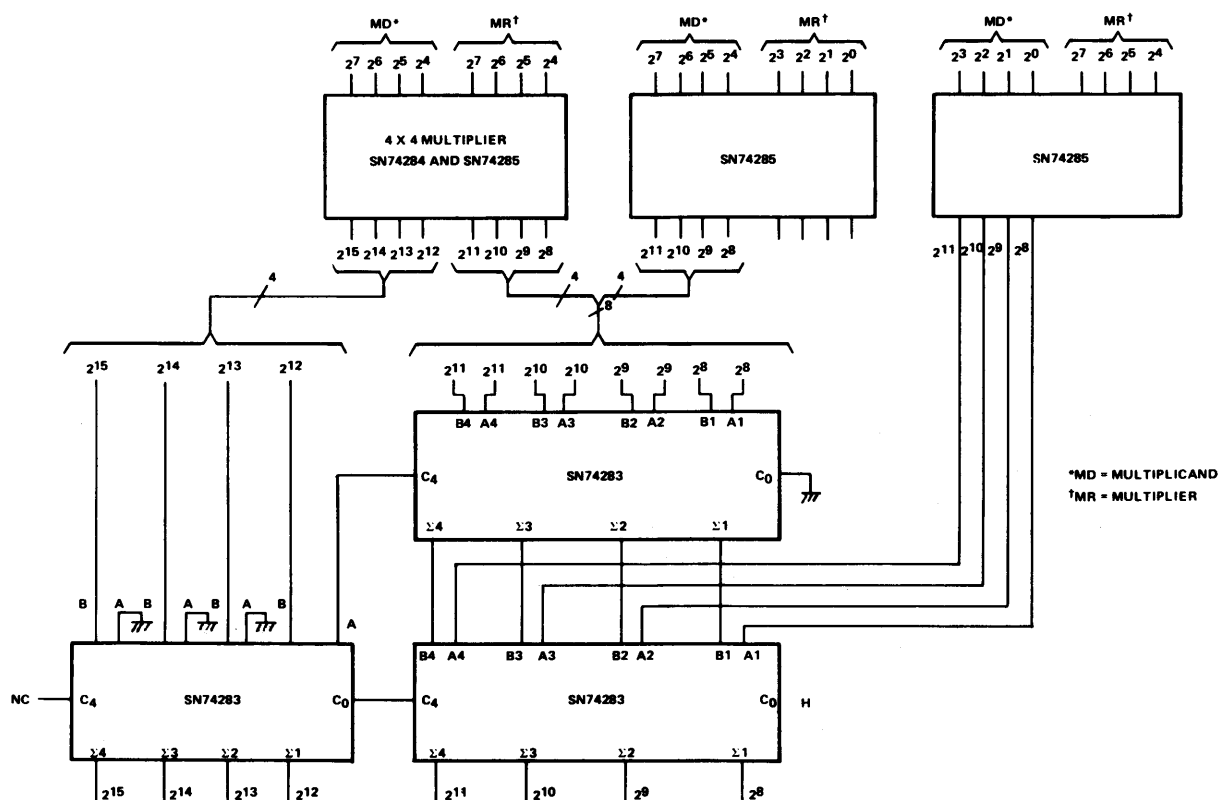 MD* MR† MD* MR† MD* MR†
2⁷ 2⁶ 2⁵ 2⁴ 2⁷ 2⁶ 2⁵ 2⁴ 2⁷ 2⁶ 2⁵ 2⁴ 2³ 2² 2¹ 2⁰ 2³ 2² 2¹ 2⁰ 2⁷ 2⁶ 2⁵ 2⁴
4 X 4 MULTIPLIER
SN74284 AND SN74285
SN74285
SN74285
2¹⁵ 2¹⁴ 2¹³ 2¹² 2¹¹ 2¹⁰ 2⁹ 2⁸ 2¹¹ 2¹⁰ 2⁹ 2⁸ 2¹¹ 2¹⁰ 2⁹ 2⁸
4 4 4
8
2¹⁵ 2¹⁴ 2¹³ 2¹² 2¹¹ 2¹¹ 2¹⁰ 2¹⁰ 2⁹ 2⁹ 2⁸ 2⁸
B4 A4 B3 A3 B2 A2 B1 A1
C₄ SN74283 C₀
Σ4 Σ3 Σ2 Σ1
*MD = MULTIPLICAND
†MR = MULTIPLIER
B A B A B A B A
B4 A4 B3 A3 B2 A2 B1 A1
NC C₄ SN74283 C₀ C₄ SN74283 C₀ H
Σ4 Σ3 Σ2 Σ1 Σ4 Σ3 Σ2 Σ1
2¹⁵ 2¹⁴ 2¹³ 2¹² 2¹¹ 2¹⁰ 2⁹ 2⁸